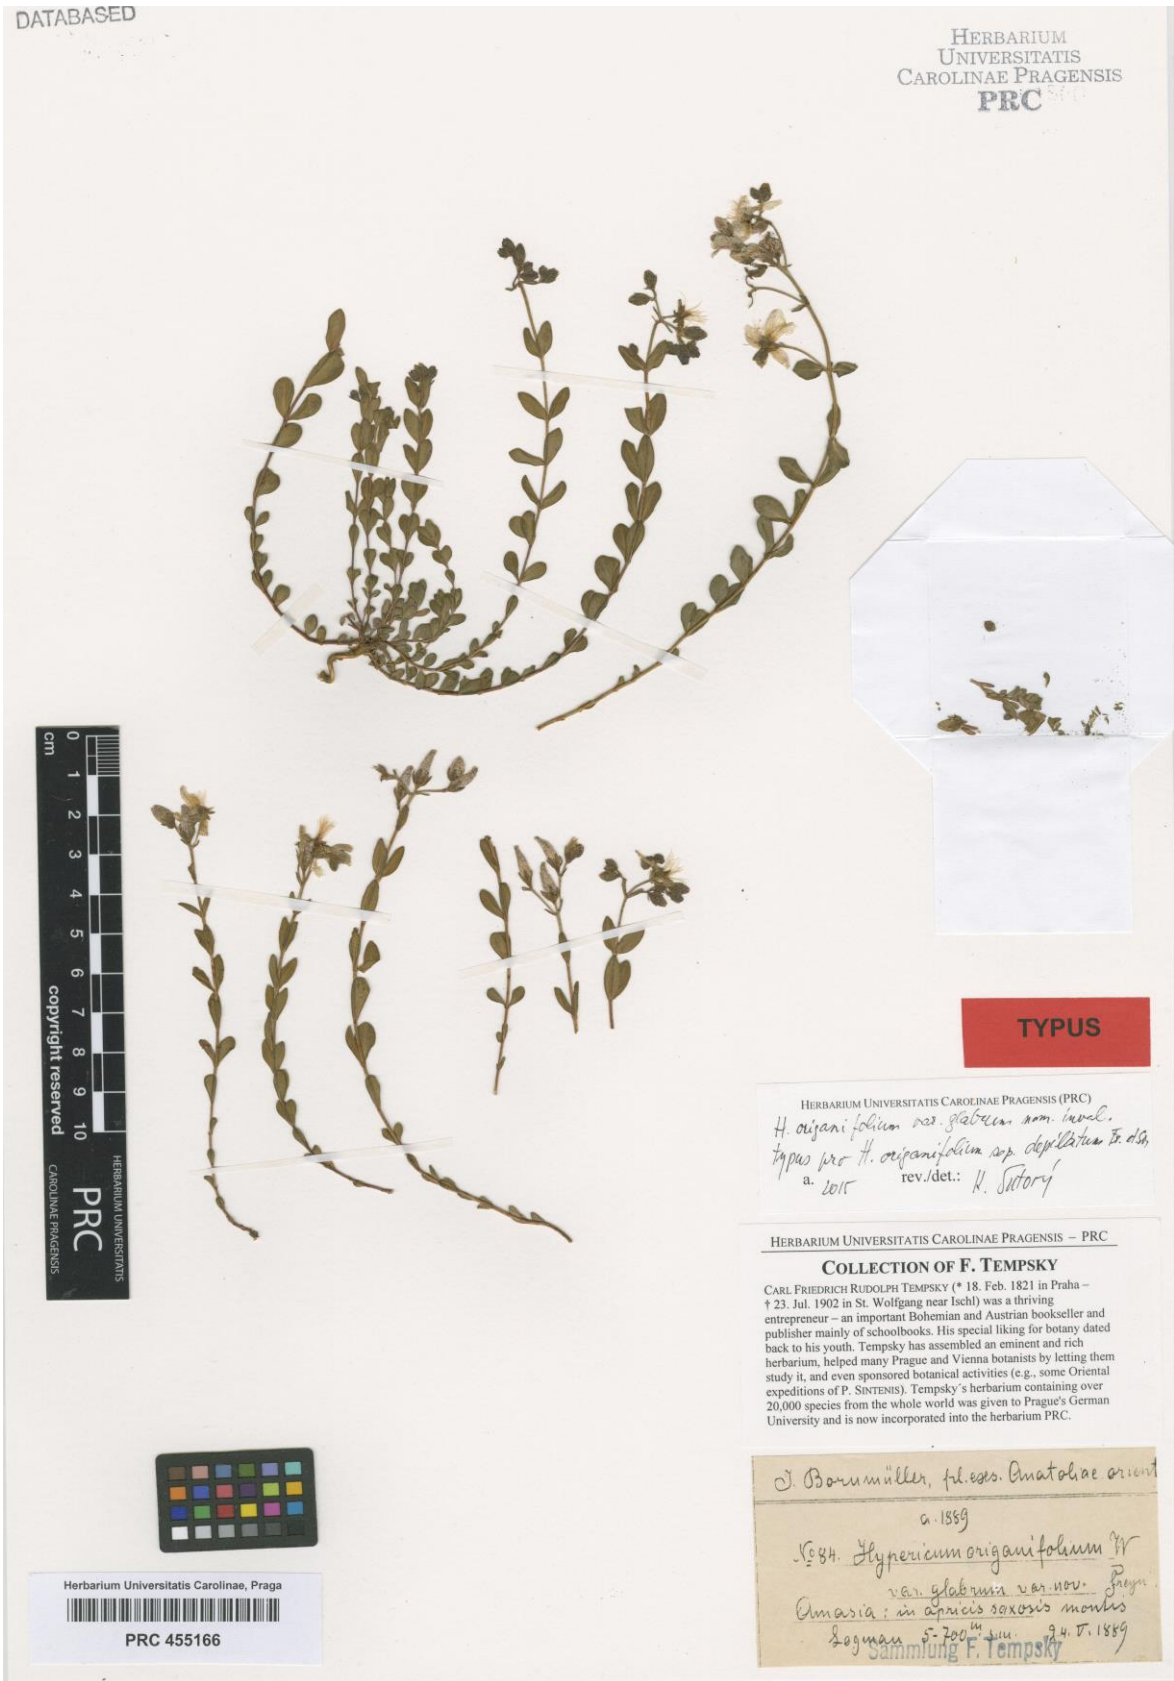 DATABASED
HERBARIUM
UNIVERSITATIS
CAROLINAE PRAGENSIS
PRC
cm
0
1
2
3
4
5
6
7
8
9
10
copyright reserved
PRC
HERBARIUM UNIVERSITATIS
CAROLINAE PRAGENSIS
TYPUS
HERBARIUM UNIVERSITATIS CAROLINAE PRAGENSIS (PRC)
H. origanifolium var. glabrum nom. inval.
typus pro H. origanifolium ssp. depilatum Fr. et
a. 2015 rev./det.: K. Sutorý
HERBARIUM UNIVERSITATIS CAROLINAE PRAGENSIS – PRC
COLLECTION OF F. TEMPSKY
CARL FRIEDRICH RUDOLPH TEMPSKY (* 18. Feb. 1821 in Praha –
† 23. Jul. 1902 in St. Wolfgang near Ischl) was a thriving
entrepreneur – an important Bohemian and Austrian bookseller and
publisher mainly of schoolbooks. His special liking for botany dated
back to his youth. Tempsky has assembled an eminent and rich
herbarium, helped many Prague and Vienna botanists by letting them
study it, and even sponsored botanical activities (e.g., some Oriental
expeditions of P. SINTENIS). Tempsky´s herbarium containing over
20,000 species from the whole world was given to Prague's German
University and is now incorporated into the herbarium PRC.
J. Bornmüller, pl. exs. Anatoliae orient
a. 1889
No 84. Hypericum origanifolium W
var. glabrum var. nov. Freyn
Amasia: in apricis saxosis montis
Logman 5-700 m s.m. 24. V. 1889
Sammlung F. Tempsky
Herbarium Universitatis Carolinae, Praga
PRC 455166